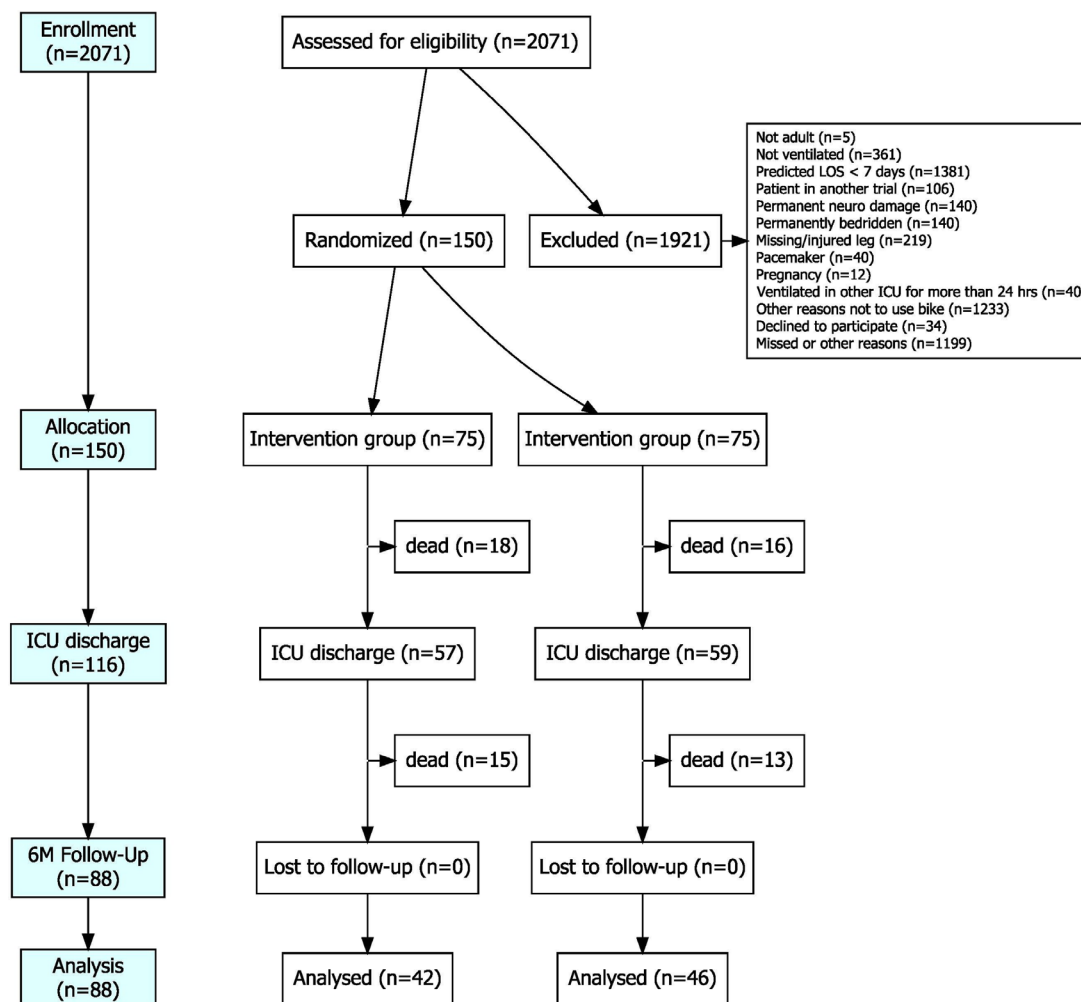 Enrollment
(n=2071)
Assessed for eligibility (n=2071)
Not adult (n=5)
Not ventilated (n=361)
Predicted LOS < 7 days (n=1381)
Patient in another trial (n=106)
Permanent neuro damage (n=140)
Permanently bedridden (n=140)
Missing/injured leg (n=219)
Pacemaker (n=40)
Pregnancy (n=12)
Ventilated in other ICU for more than 24 hrs (n=40
Other reasons not to use bike (n=1233)
Declined to participate (n=34)
Missed or other reasons (n=1199)
Randomized (n=150)
Excluded (n=1921)
Allocation
(n=150)
Intervention group (n=75)
Intervention group (n=75)
dead (n=18)
dead (n=16)
ICU discharge
(n=116)
ICU discharge (n=57)
ICU discharge (n=59)
dead (n=15)
dead (n=13)
6M Follow-Up
(n=88)
Lost to follow-up (n=0)
Lost to follow-up (n=0)
Analysis
(n=88)
Analysed (n=42)
Analysed (n=46)